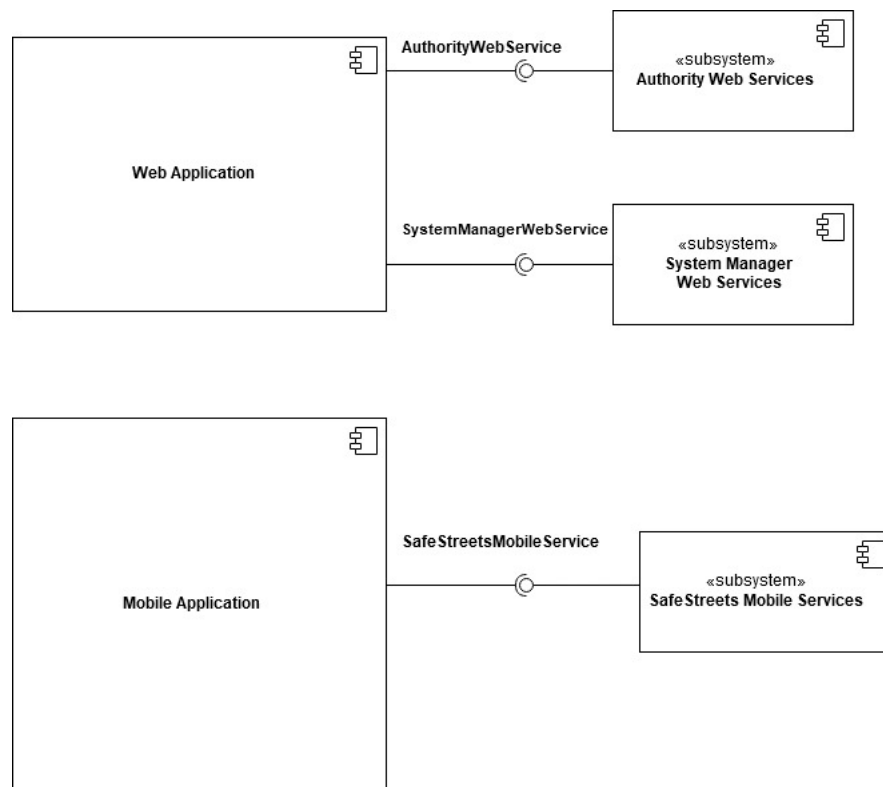 AuthorityWebService
«subsystem»
Authority Web Services
Web Application
SystemManagerWebService
«subsystem»
System Manager
Web Services
SafeStreetsMobileService
«subsystem»
SafeStreets Mobile Services
Mobile Application